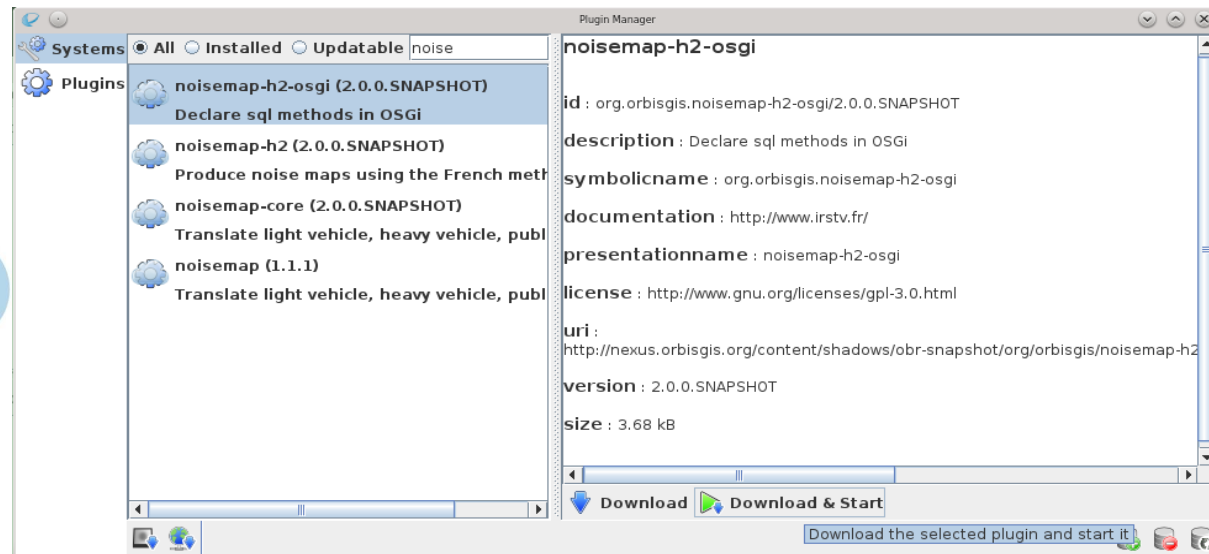 Plugin Manager
Systems
Plugins
All Installed Updatable noise
noisemap-h2-osgi (2.0.0.SNAPSHOT)
Declare sql methods in OSGi
noisemap-h2 (2.0.0.SNAPSHOT)
Produce noise maps using the French meth
noisemap-core (2.0.0.SNAPSHOT)
Translate light vehicle, heavy vehicle, publ
noisemap (1.1.1)
Translate light vehicle, heavy vehicle, publ
noisemap-h2-osgi
id : org.orbisgis.noisemap-h2-osgi/2.0.0.SNAPSHOT
description : Declare sql methods in OSGi
symbolicname : org.orbisgis.noisemap-h2-osgi
documentation : http://www.irstv.fr/
presentationname : noisemap-h2-osgi
license : http://www.gnu.org/licenses/gpl-3.0.html
uri :
http://nexus.orbisgis.org/content/shadows/obr-snapshot/org/orbisgis/noisemap-h2
version : 2.0.0.SNAPSHOT
size : 3.68 kB
Download Download & Start
Download the selected plugin and start it